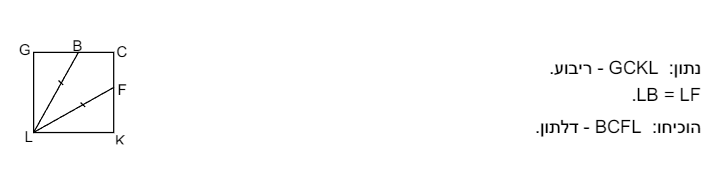 נתון: GCKL - ריבוע.
LB = LF.
הוכיחו: BCFL - דלתון.
G B C
F
L K